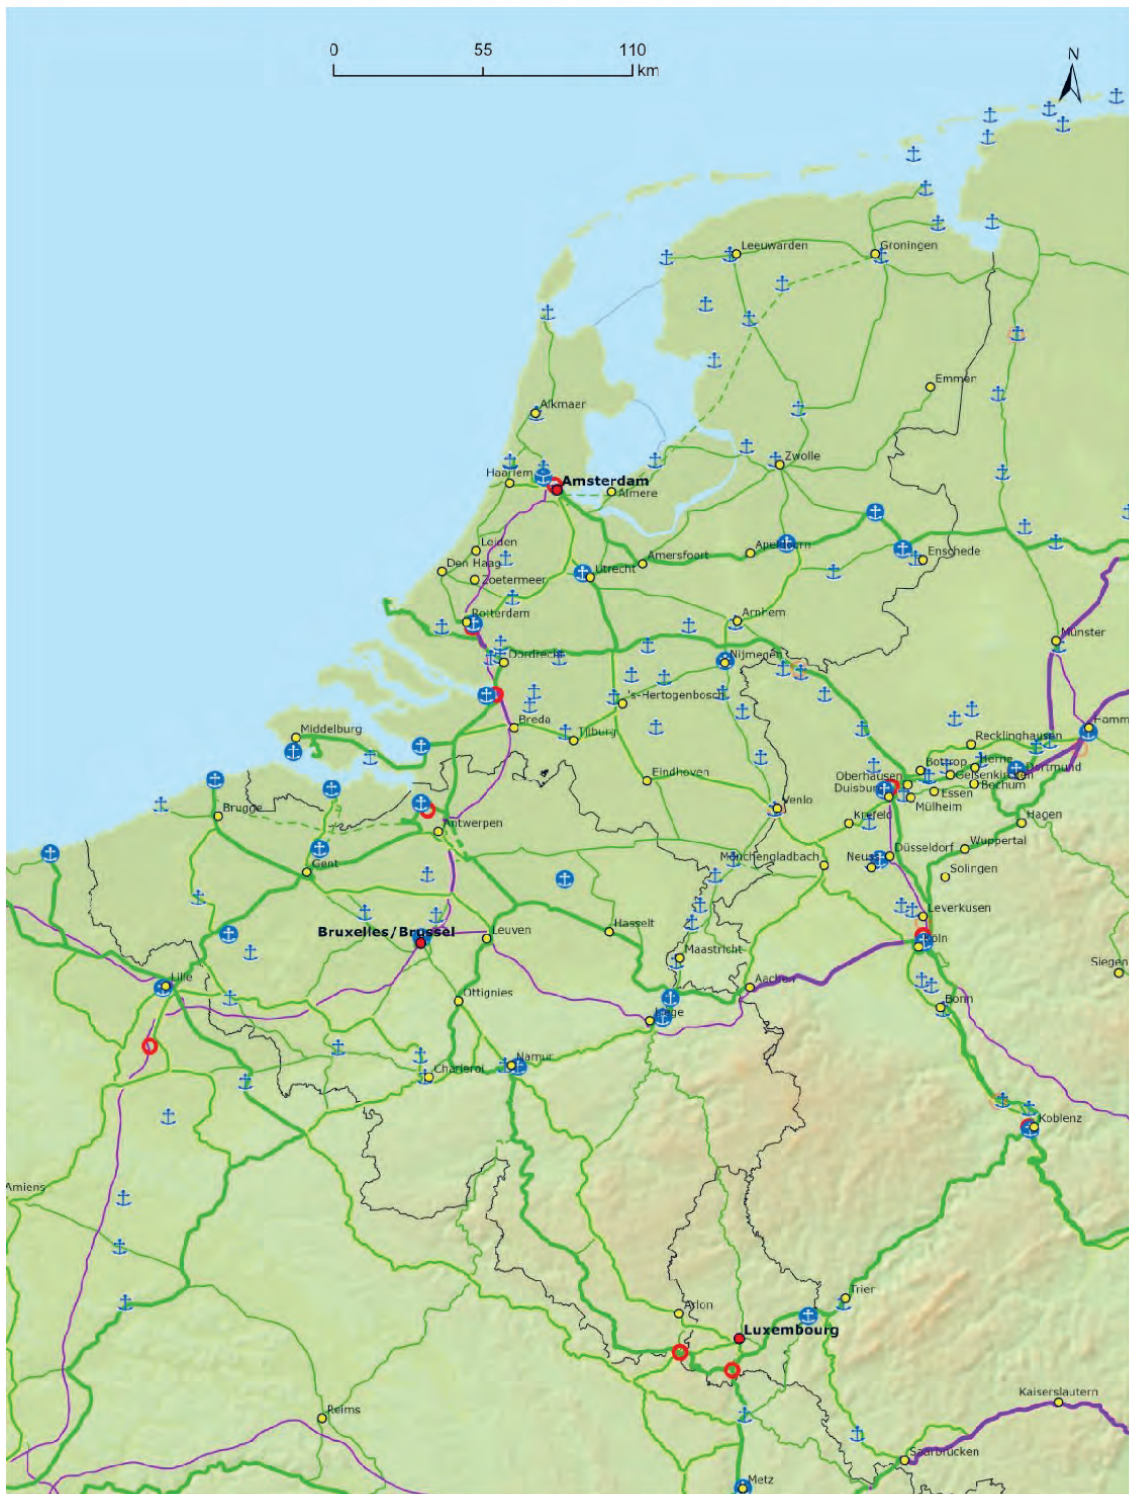 0 55 110
km
N
Leeuwarden
Groningen
Emmen
Alkmaar
Zwolle
Haarlem
Amsterdam
Almere
Leiden
Apeldoorn
Enschede
Amersfoort
Den Haag
Utrecht
Zoetermeer
Rotterdam
Arnhem
Münster
Dordrecht
Nijmegen
's-Hertogenbosch
Middelburg
Breda
Tilburg
Hamm
Recklinghausen
Bottrop
Herne
Eindhoven
Oberhausen
Gelsenkirchen
Dortmund
Duisburg
Essen
Bochum
Mülheim
Venlo
Brugge
Krefeld
Hagen
Antwerpen
Wuppertal
Gent
Mönchengladbach
Neuss
Düsseldorf
Solingen
Leverkusen
Bruxelles/Brussel
Leuven
Hasselt
Köln
Maastricht
Siegen
Lille
Aachen
Ottignies
Bonn
Liège
Namur
Charleroi
Koblenz
Amiens
Trier
Arlon
Luxembourg
Kaiserslautern
Reims
Saarbrücken
Metz